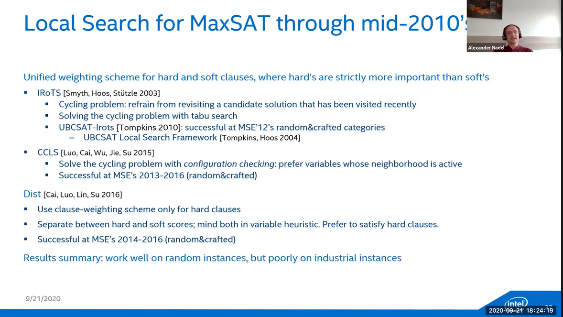 Local Search for MaxSAT through mid-2010's
Alexander Nadel
Unified weighting scheme for hard and soft clauses, where hard's are strictly more important than soft's
▪ IRoTS [Smyth, Hoos, Stützle 2003]
▪ Cycling problem: refrain from revisiting a candidate solution that has been visited recently
▪ Solving the cycling problem with tabu search
▪ UBCSAT-Irots [Tompkins 2010]: successful at MSE'12's random&crafted categories
– UBCSAT Local Search Framework [Tompkins, Hoos 2004]
▪ CCLS [Luo, Cai, Wu, Jie, Su 2015]
▪ Solve the cycling problem with configuration checking: prefer variables whose neighborhood is active
▪ Successful at MSE's 2013-2016 (random&crafted)
Dist [Cai, Luo, Lin, Su 2016]
▪ Use clause-weighting scheme only for hard clauses
▪ Separate between hard and soft scores; mind both in variable heuristic. Prefer to satisfy hard clauses.
▪ Successful at MSE's 2014-2016 (random&crafted)
Results summary: work well on random instances, but poorly on industrial instances
9/21/2020
intel
2020-09-21 18:24:19